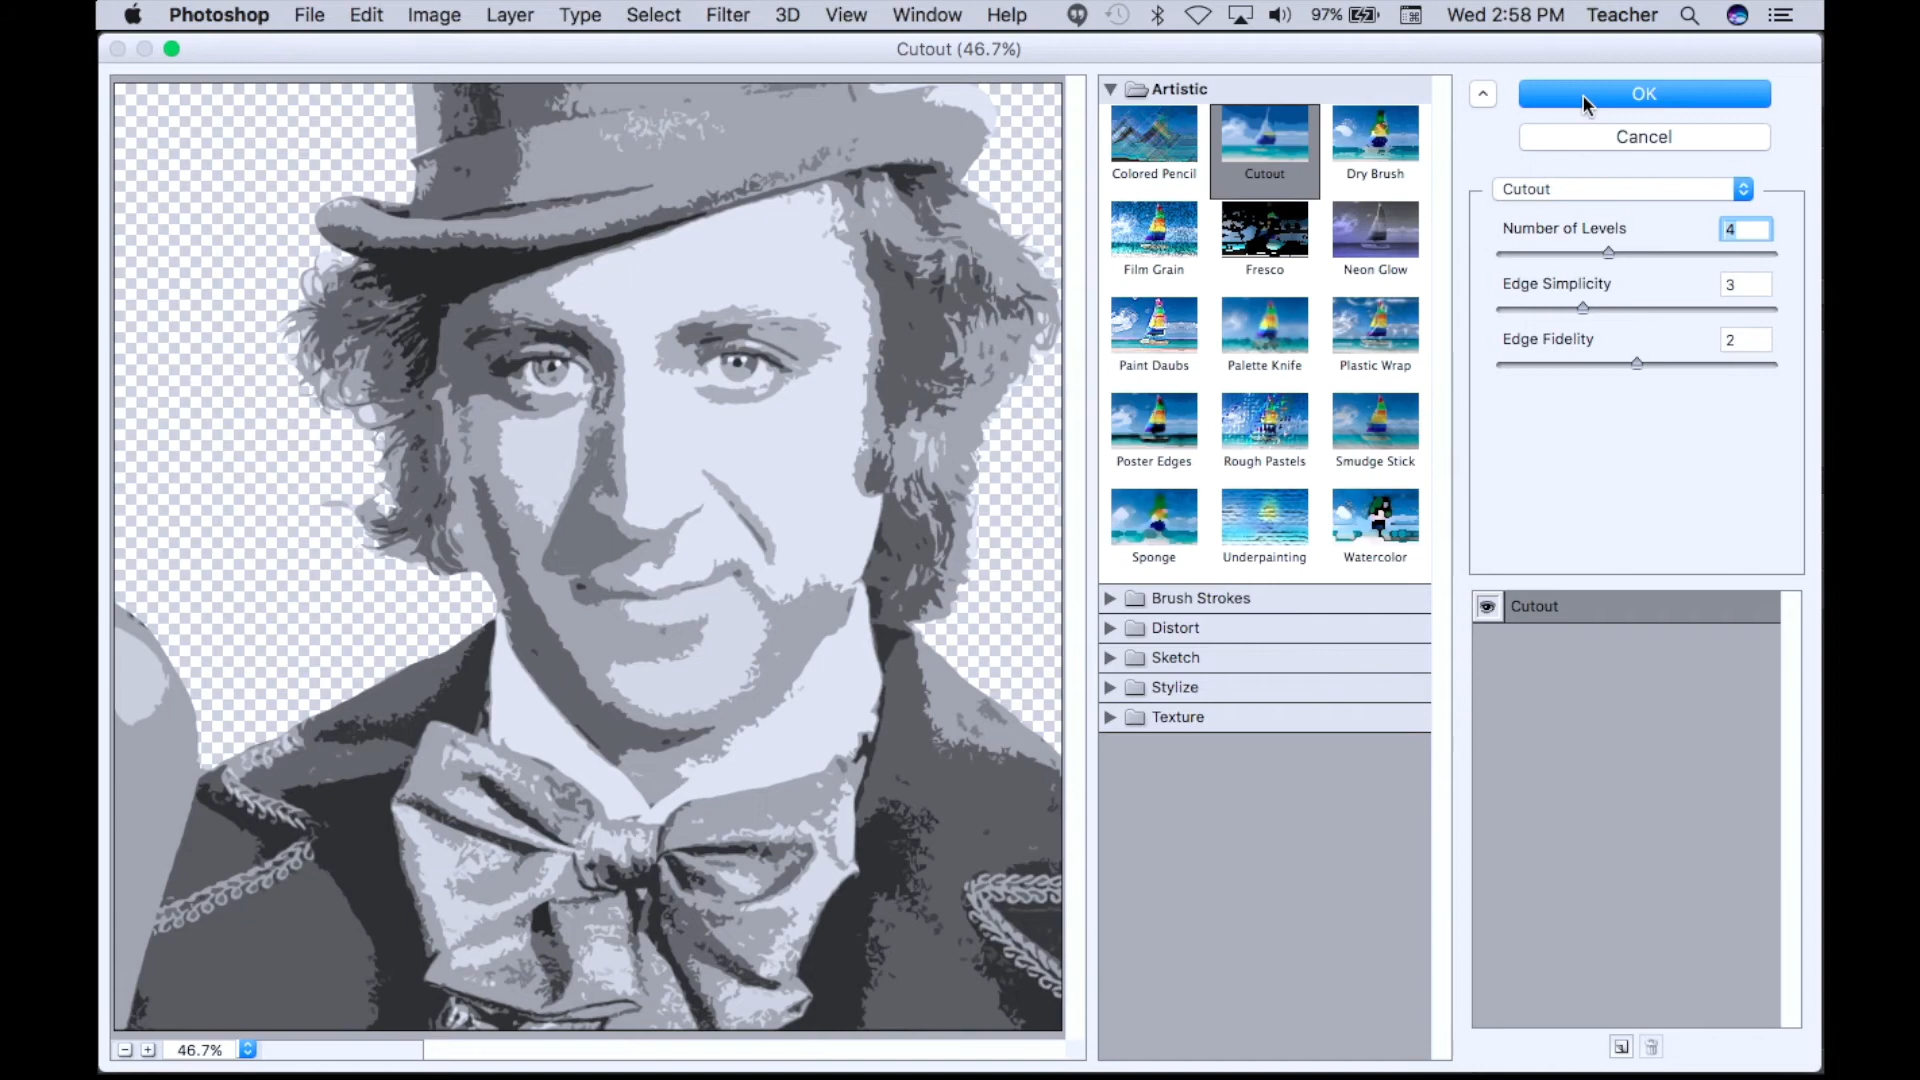 Photoshop File Edit Image Layer Type Select Filter 3D View Window Help 97% Wed 2:58 PM Teacher
Cutout (46.7%)
Artistic
Colored Pencil Cutout Dry Brush
Film Grain Fresco Neon Glow
Paint Daubs Palette Knife Plastic Wrap
Poster Edges Rough Pastels Smudge Stick
Sponge Underpainting Watercolor
Brush Strokes
Distort
Sketch
Stylize
Texture
OK
Cancel
Cutout
Number of Levels 4
Edge Simplicity 3
Edge Fidelity 2
Cutout
46.7%